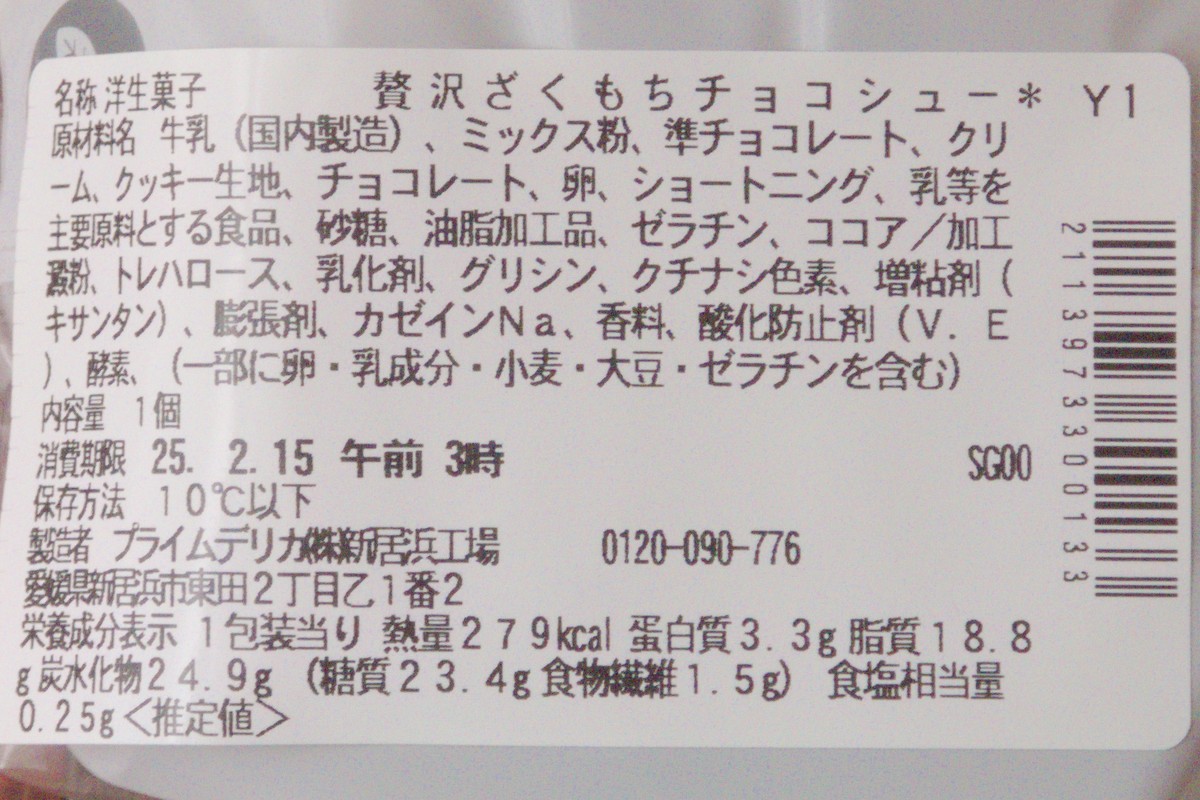 名称 洋生菓子 贅沢ざくもちチョコシュー＊ Y1
原材料名 牛乳（国内製造）、ミックス粉、準チョコレート、クリ
ーム、クッキー生地、チョコレート、卵、ショートニング、乳等を
主要原料とする食品、砂糖、油脂加工品、ゼラチン、ココア／加工
澱粉、トレハロース、乳化剤、グリシン、クチナシ色素、増粘剤（
キサンタン）、膨張剤、カゼインNa、香料、酸化防止剤（V．E
）、酵素、（一部に卵・乳成分・小麦・大豆・ゼラチンを含む）
内容量 1個
消費期限 25. 2.15 午前 3時 SG00
保存方法 10℃以下
製造者 プライムデリカ㈱新居浜工場 0120-090-776
愛媛県新居浜市東田2丁目乙1番2
栄養成分表示 1包装当り 熱量279kcal 蛋白質3.3g 脂質18.8
g 炭水化物24.9g （糖質23.4g 食物繊維1.5g） 食塩相当量
0.25g＜推定値＞
2113973300133